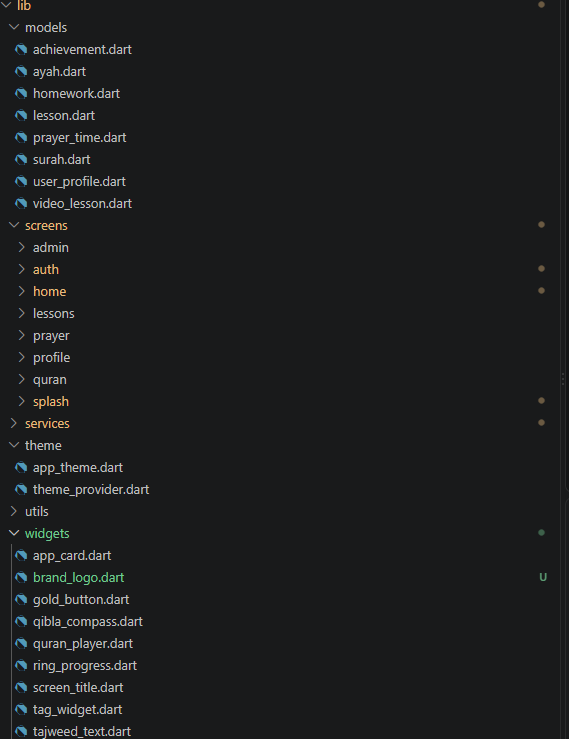 lib
models
achievement.dart
ayah.dart
homework.dart
lesson.dart
prayer_time.dart
surah.dart
user_profile.dart
video_lesson.dart
screens
admin
auth
home
lessons
prayer
profile
quran
splash
services
theme
app_theme.dart
theme_provider.dart
utils
widgets
app_card.dart
brand_logo.dart U
gold_button.dart
qibla_compass.dart
quran_player.dart
ring_progress.dart
screen_title.dart
tag_widget.dart
tajweed_text.dart